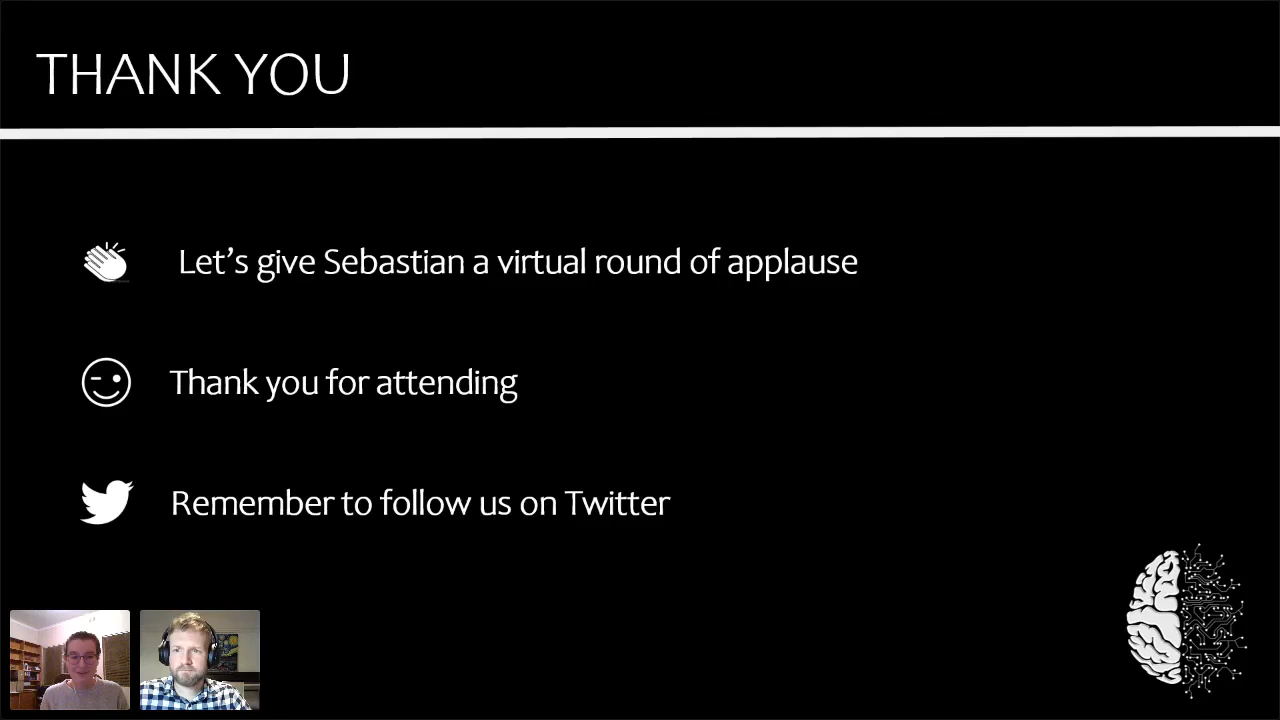 THANK YOU
Let’s give Sebastian a virtual round of applause
Thank you for attending
Remember to follow us on Twitter